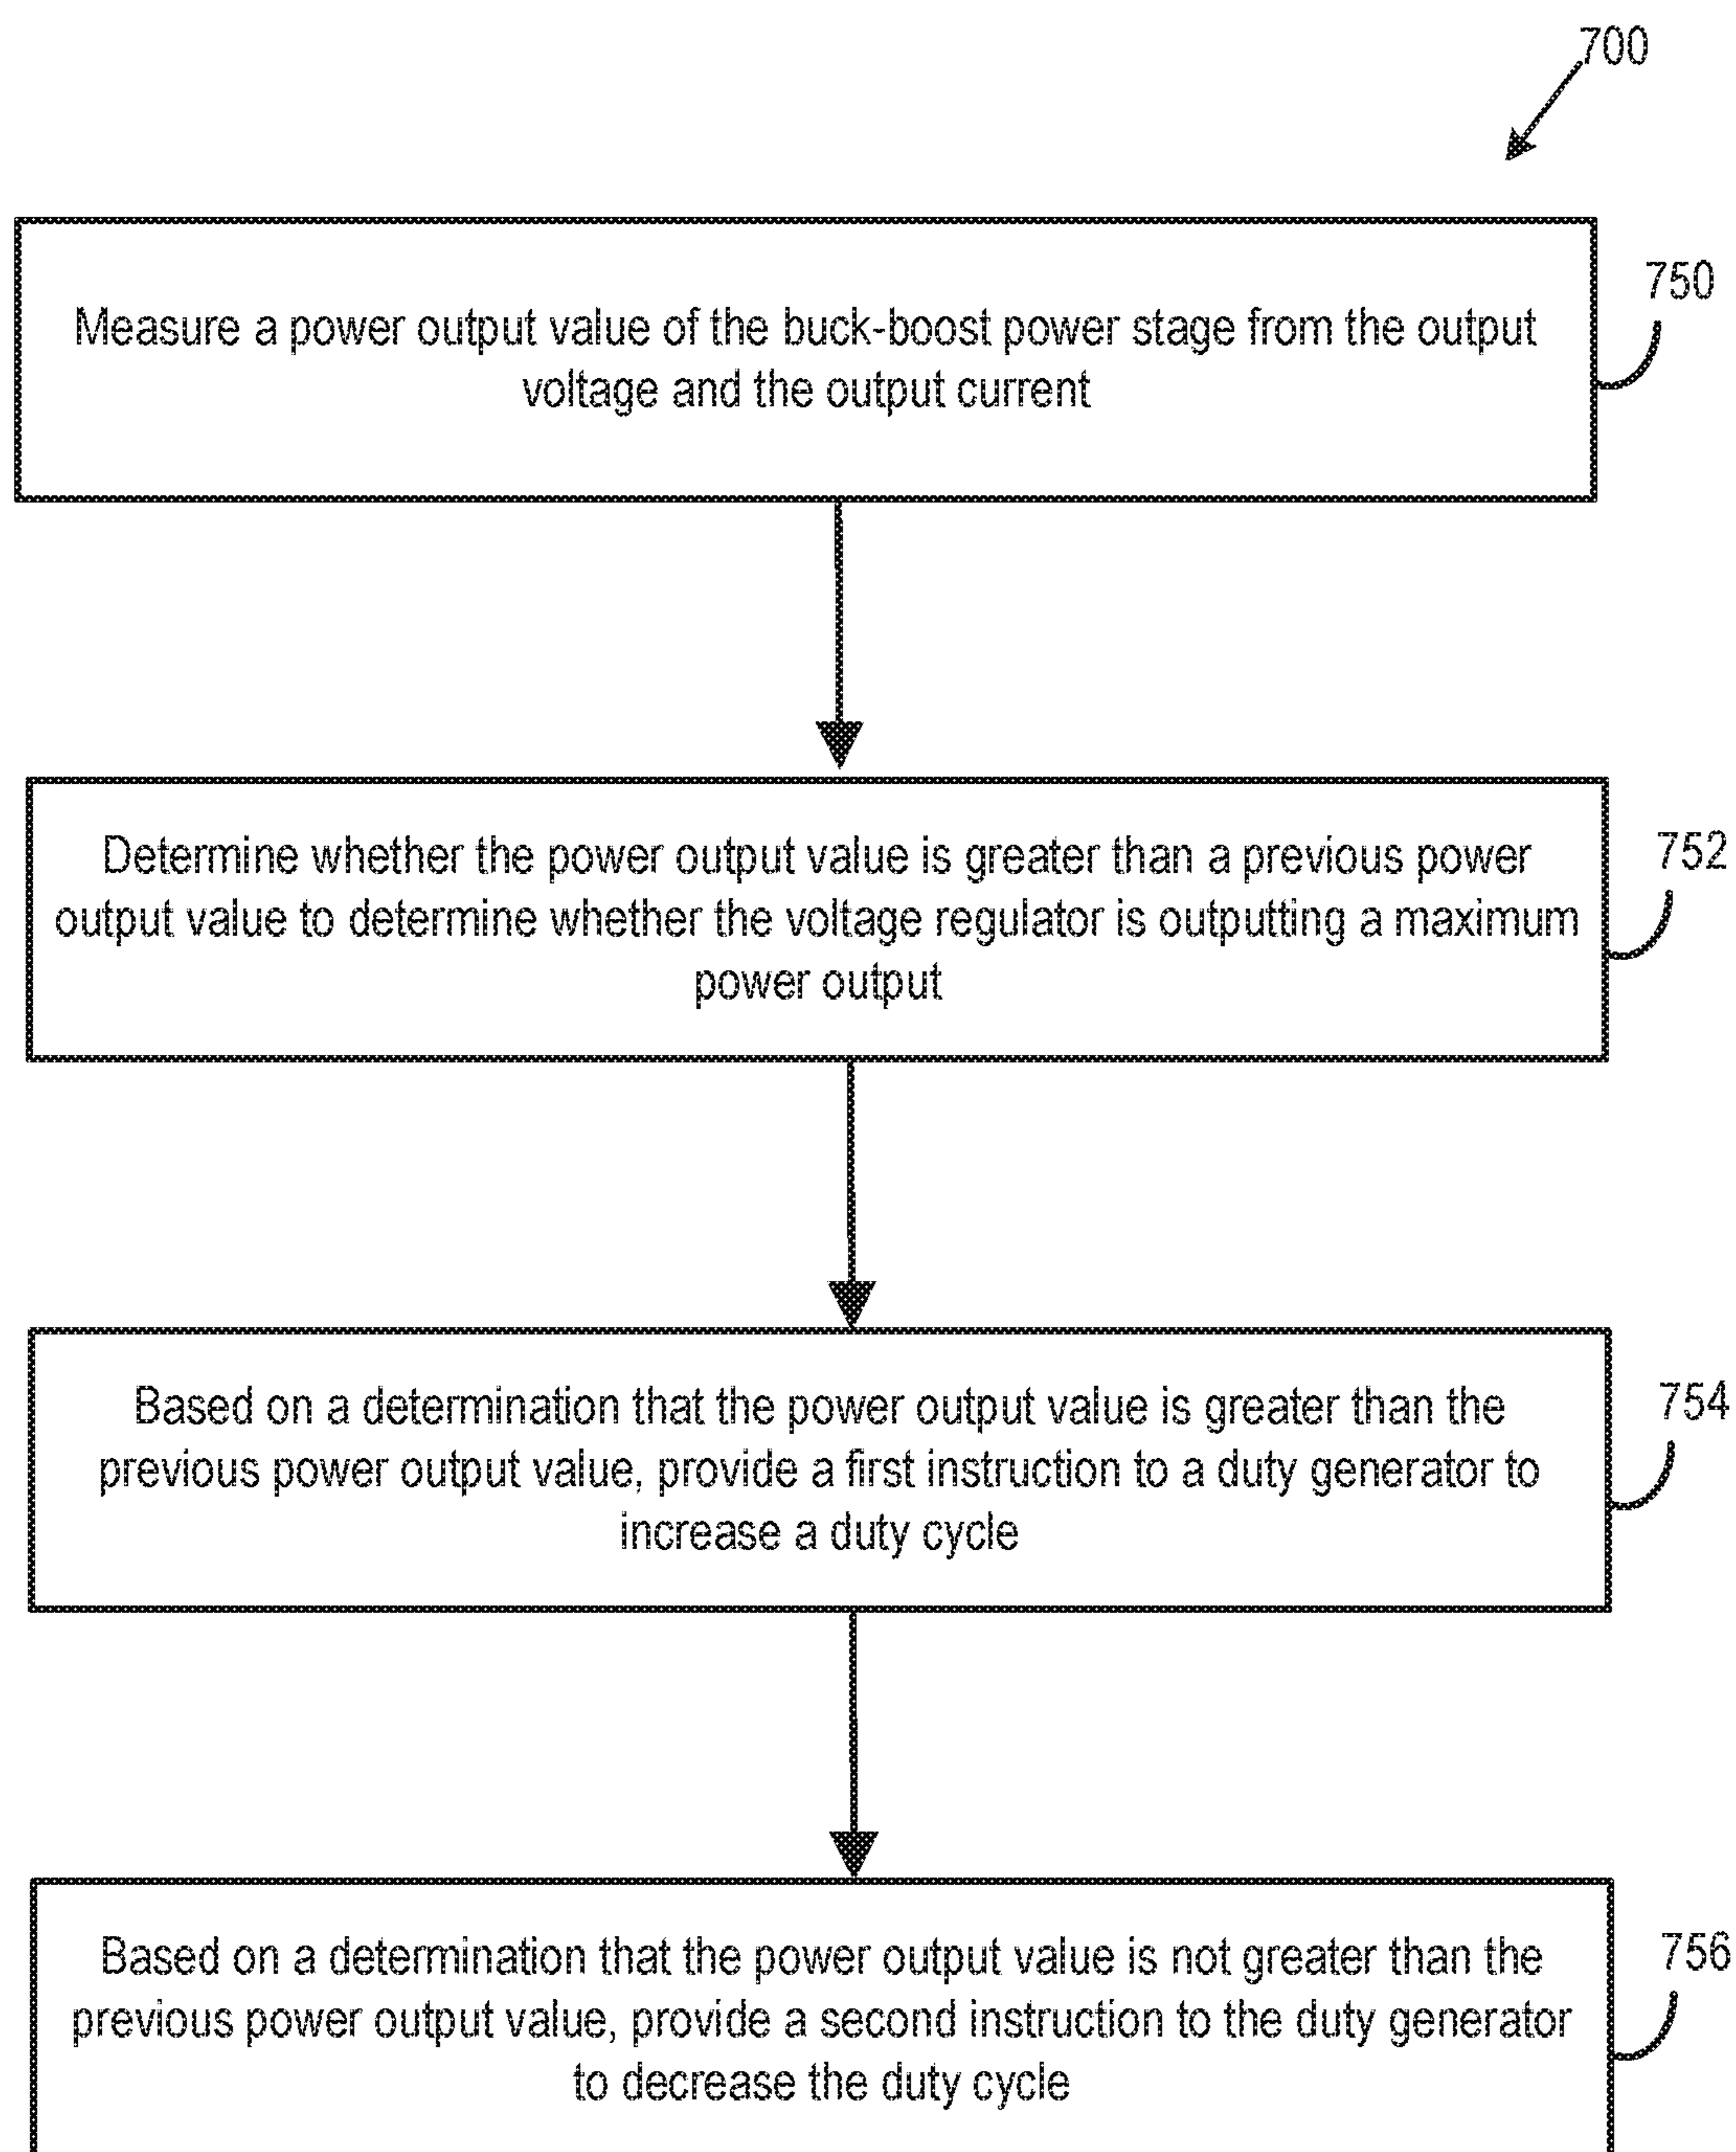 700
Measure a power output value of the buck-boost power stage from the output
voltage and the output current
750
Determine whether the power output value is greater than a previous power
output value to determine whether the voltage regulator is outputting a maximum
power output
752
Based on a determination that the power output value is greater than the
previous power output value, provide a first instruction to a duty generator to
increase a duty cycle
754
Based on a determination that the power output value is not greater than the
previous power output value, provide a second instruction to the duty generator
to decrease the duty cycle
756